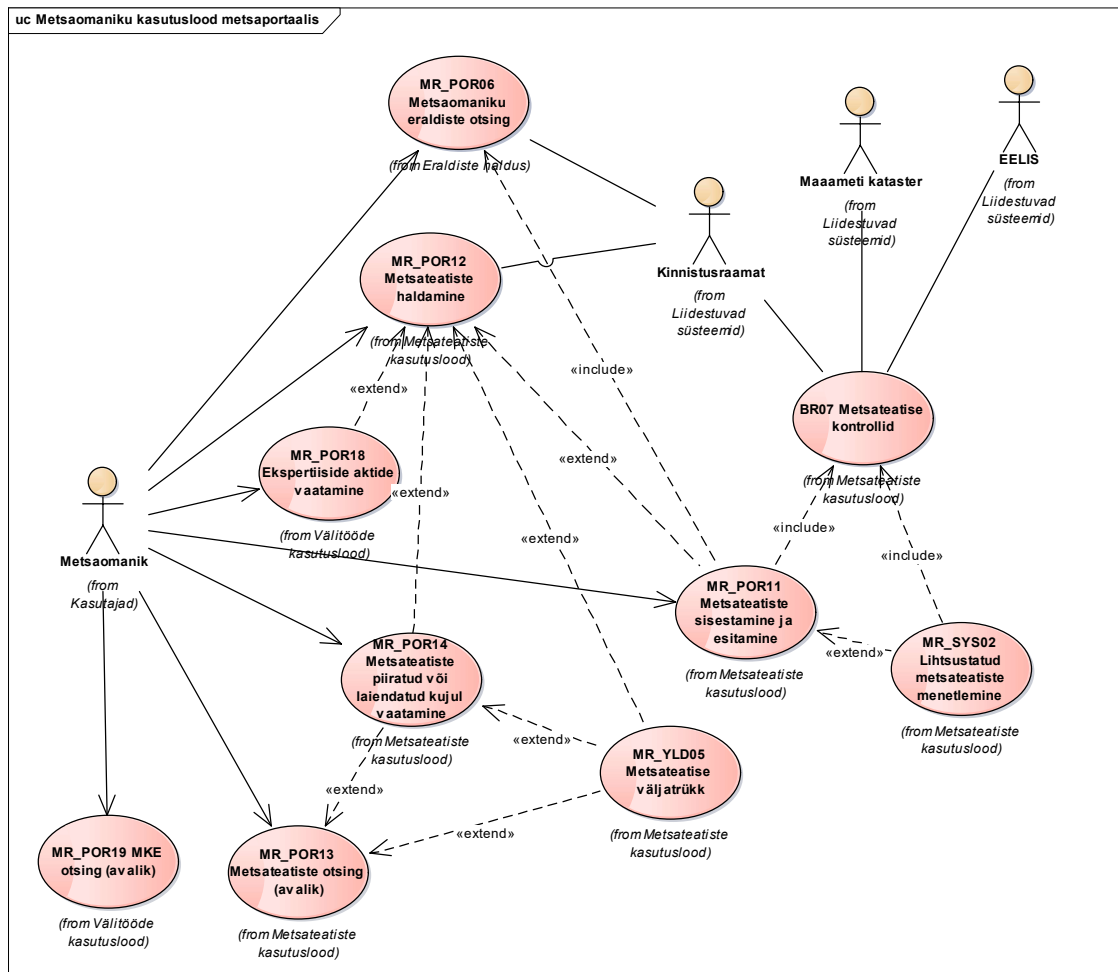 uc Metsaomaniku kasutuslood metsaportaalis
MR_POR06
Metsaomaniku
eraldiste otsing
(from Eraldiste haldus)
Maaameti kataster
(from
Liidestuvad
süsteemid)
EELIS
(from
Liidestuvad
süsteemid)
Kinnistusraamat
(from
Liidestuvad
süsteemid)
MR_POR12
Metsateatiste
haldamine
(from Metsateatiste
kasutuslood)
«include»
BR07 Metsateatise
kontrollid
(from Metsateatiste
kasutuslood)
«extend»
MR_POR18
Ekspertiiside aktide
vaatamine
(from Välitööde
kasutuslood)
«extend»
«extend»
«extend»
«include»
«include»
Metsaomanik
(from
Kasutajad)
MR_POR11
Metsateatiste
sisestamine ja
esitamine
(from Metsateatiste
kasutuslood)
«extend»
MR_SYS02
Lihtsustatud
metsateatiste
menetlemine
(from Metsateatiste
kasutuslood)
MR_POR14
Metsateatiste
piiratud või
laiendatud kujul
vaatamine
(from Metsateatiste
kasutuslood)
«extend»
«extend»
«extend»
MR_YLD05
Metsateatise
väljatrükk
(from Metsateatiste
kasutuslood)
MR_POR19 MKE
otsing (avalik)
(from Välitööde
kasutuslood)
MR_POR13
Metsateatiste otsing
(avalik)
(from Metsateatiste
kasutuslood)